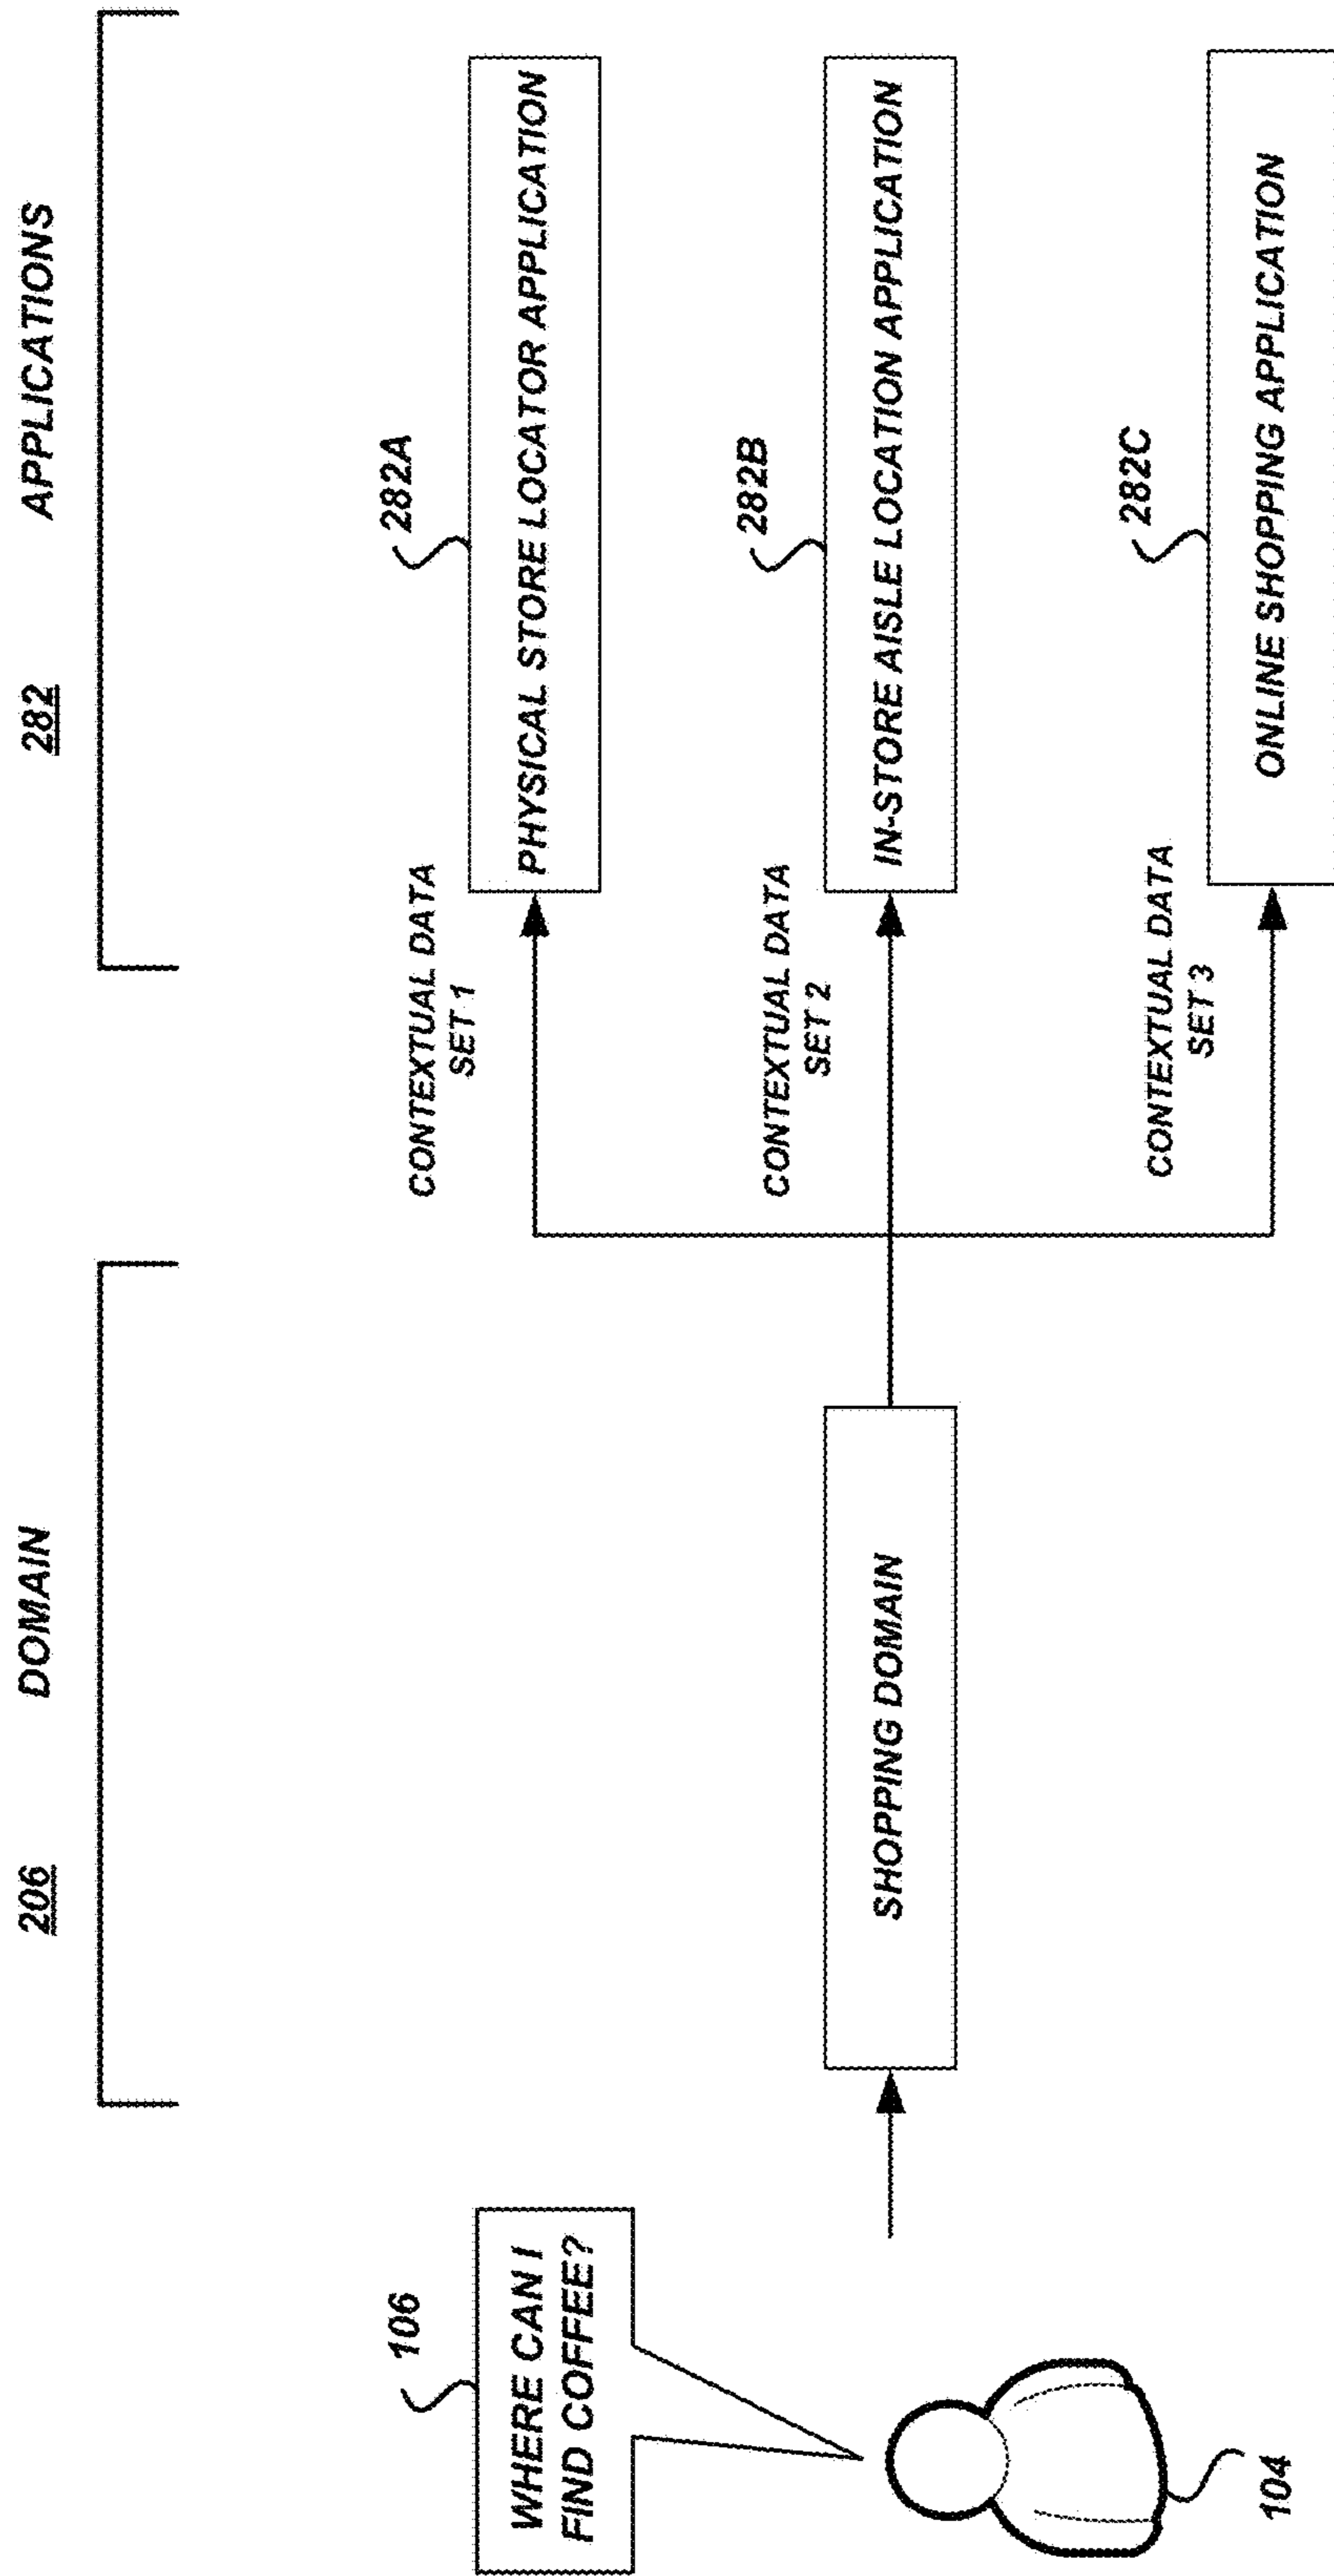 206 DOMAIN
282 APPLICATIONS
106
WHERE CAN I
FIND COFFEE?
104
SHOPPING DOMAIN
CONTEXTUAL DATA
SET 1
282A
PHYSICAL STORE LOCATOR APPLICATION
CONTEXTUAL DATA
SET 2
282B
IN-STORE AISLE LOCATION APPLICATION
CONTEXTUAL DATA
SET 3
282C
ONLINE SHOPPING APPLICATION